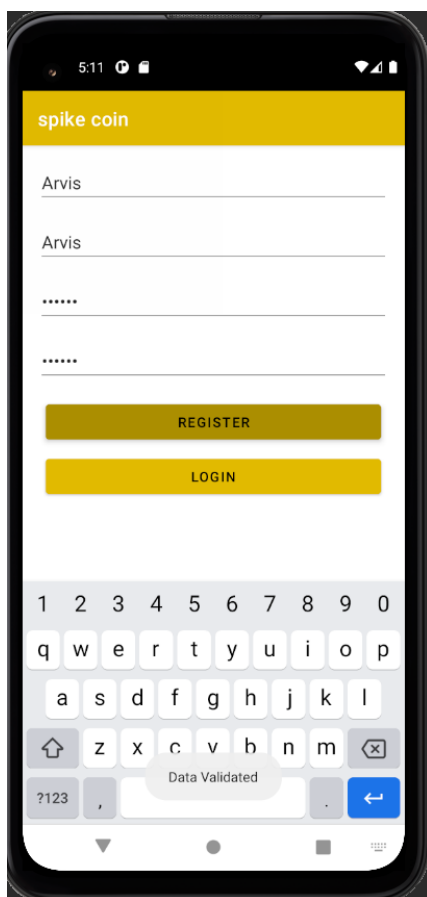 5:11
spike coin
Arvis
Arvis
••••••
••••••
REGISTER
LOGIN
1 2 3 4 5 6 7 8 9 0
q w e r t y u i o p
a s d f g h j k l
z x c v b n m
Data Validated
?123 , .